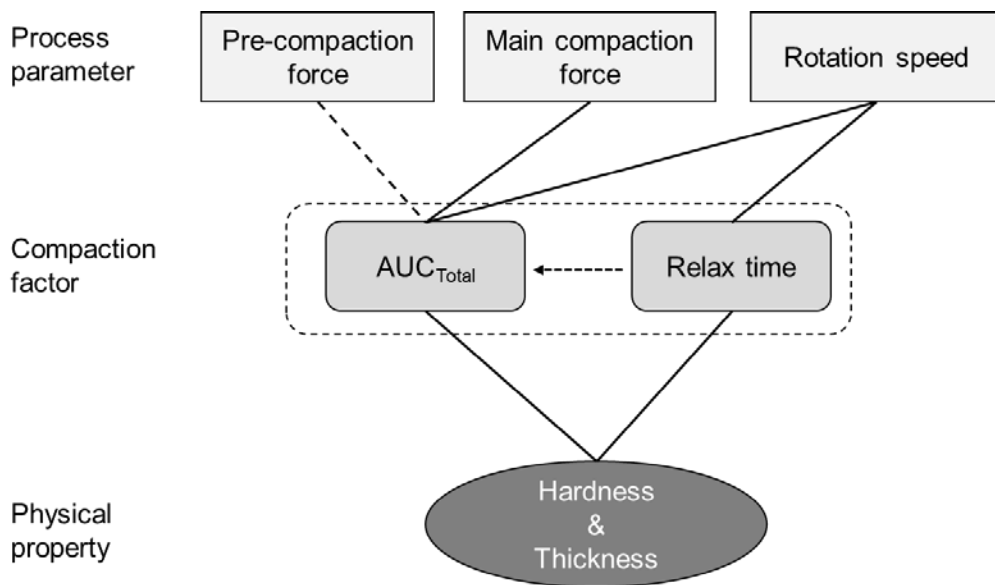 Process
parameter
Pre-compaction
force
Main compaction
force
Rotation speed
Compaction
factor
AUCTotal
Relax time
Physical
property
Hardness
&
Thickness